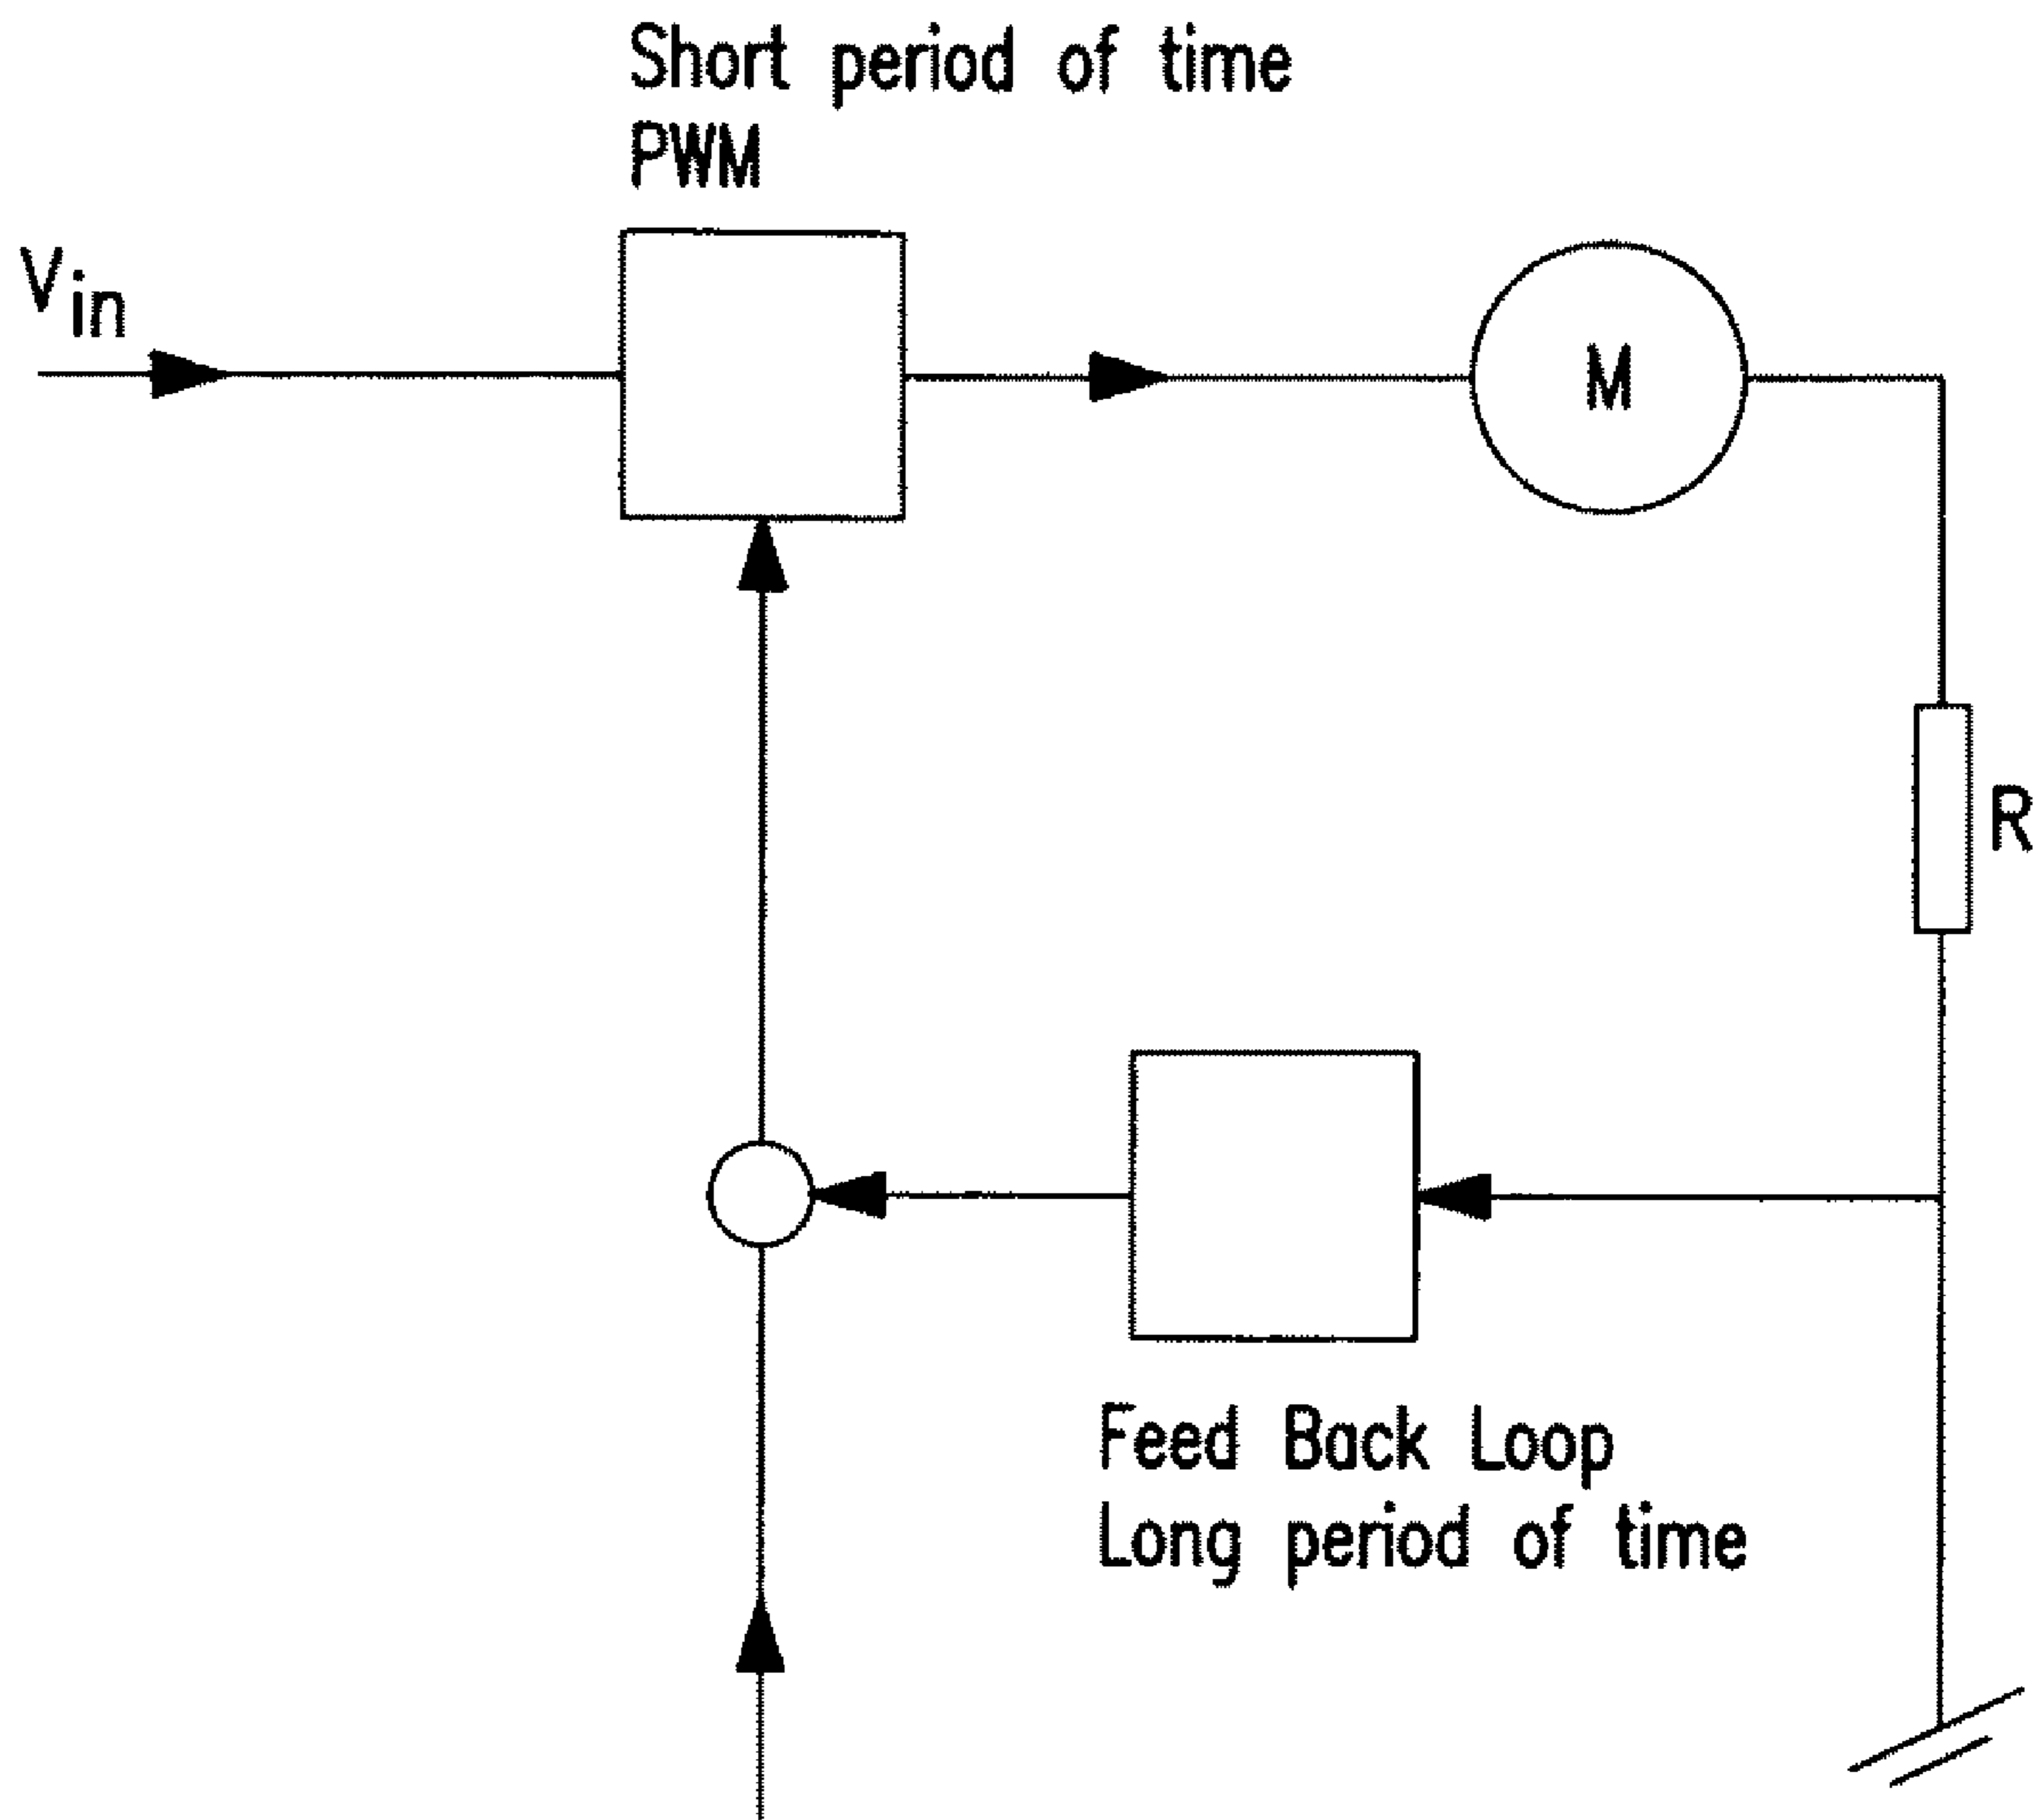 Short period of time
PWM
Vin
M
R
Feed Back Loop
Long period of time